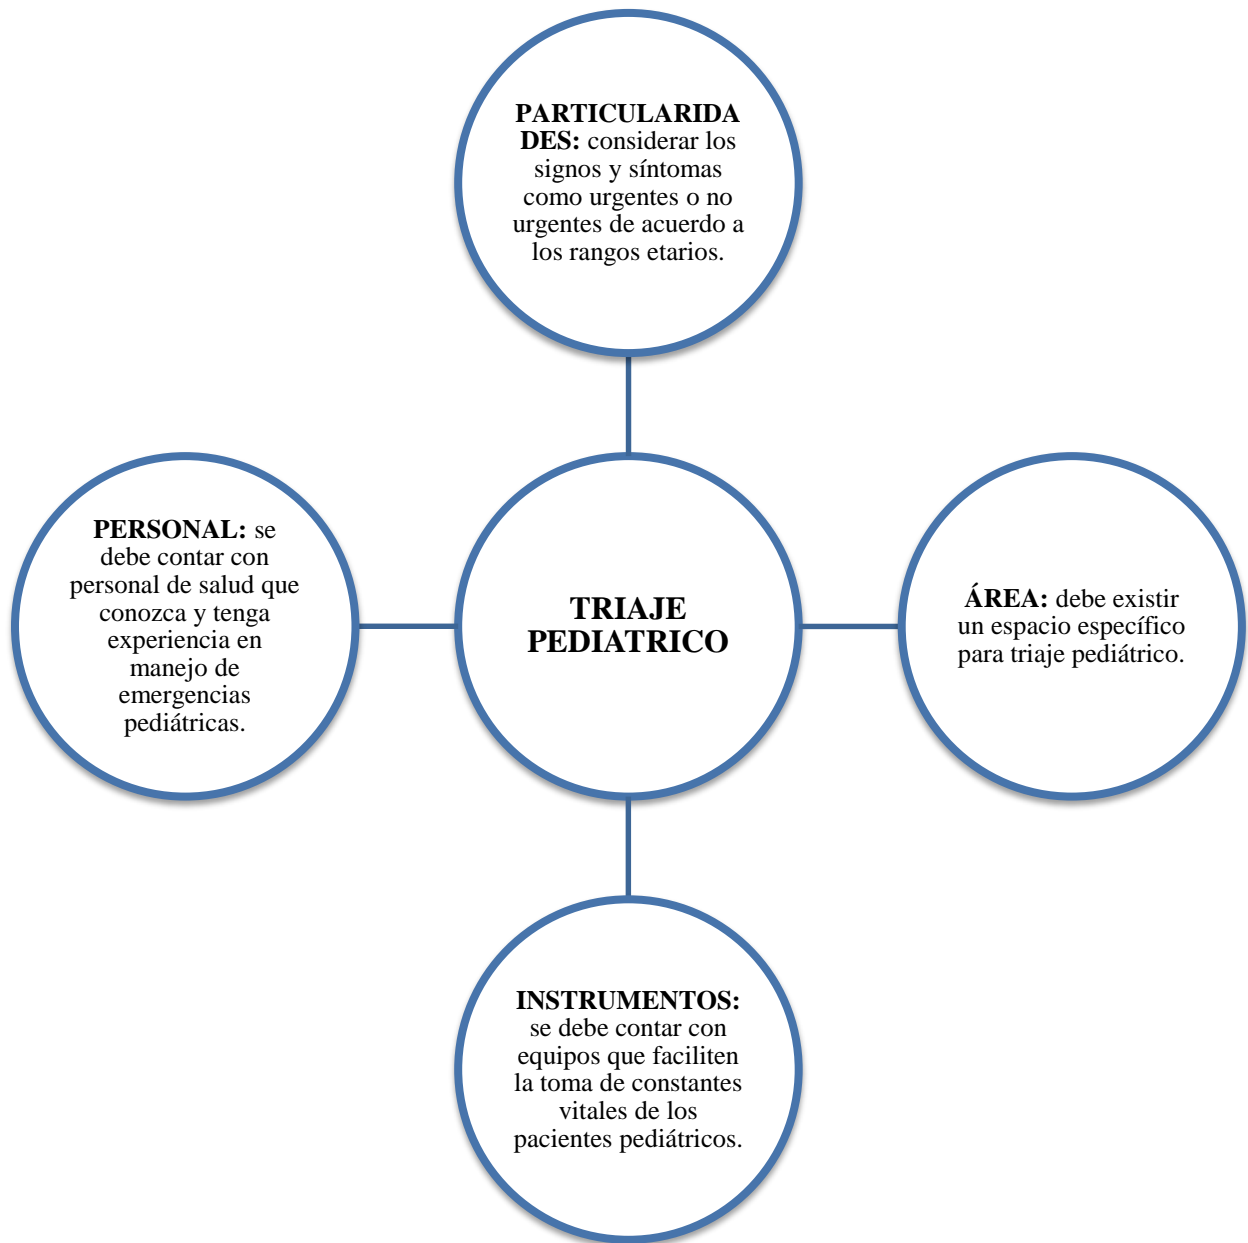 PARTICULARIDA
DES: considerar los
signos y síntomas
como urgentes o no
urgentes de acuerdo a
los rangos etarios.
PERSONAL: se
debe contar con
personal de salud que
conozca y tenga
experiencia en
manejo de
emergencias
pediátricas.
TRIAJE
PEDIATRICO
ÁREA: debe existir
un espacio específico
para triaje pediátrico.
INSTRUMENTOS:
se debe contar con
equipos que faciliten
la toma de constantes
vitales de los
pacientes pediátricos.